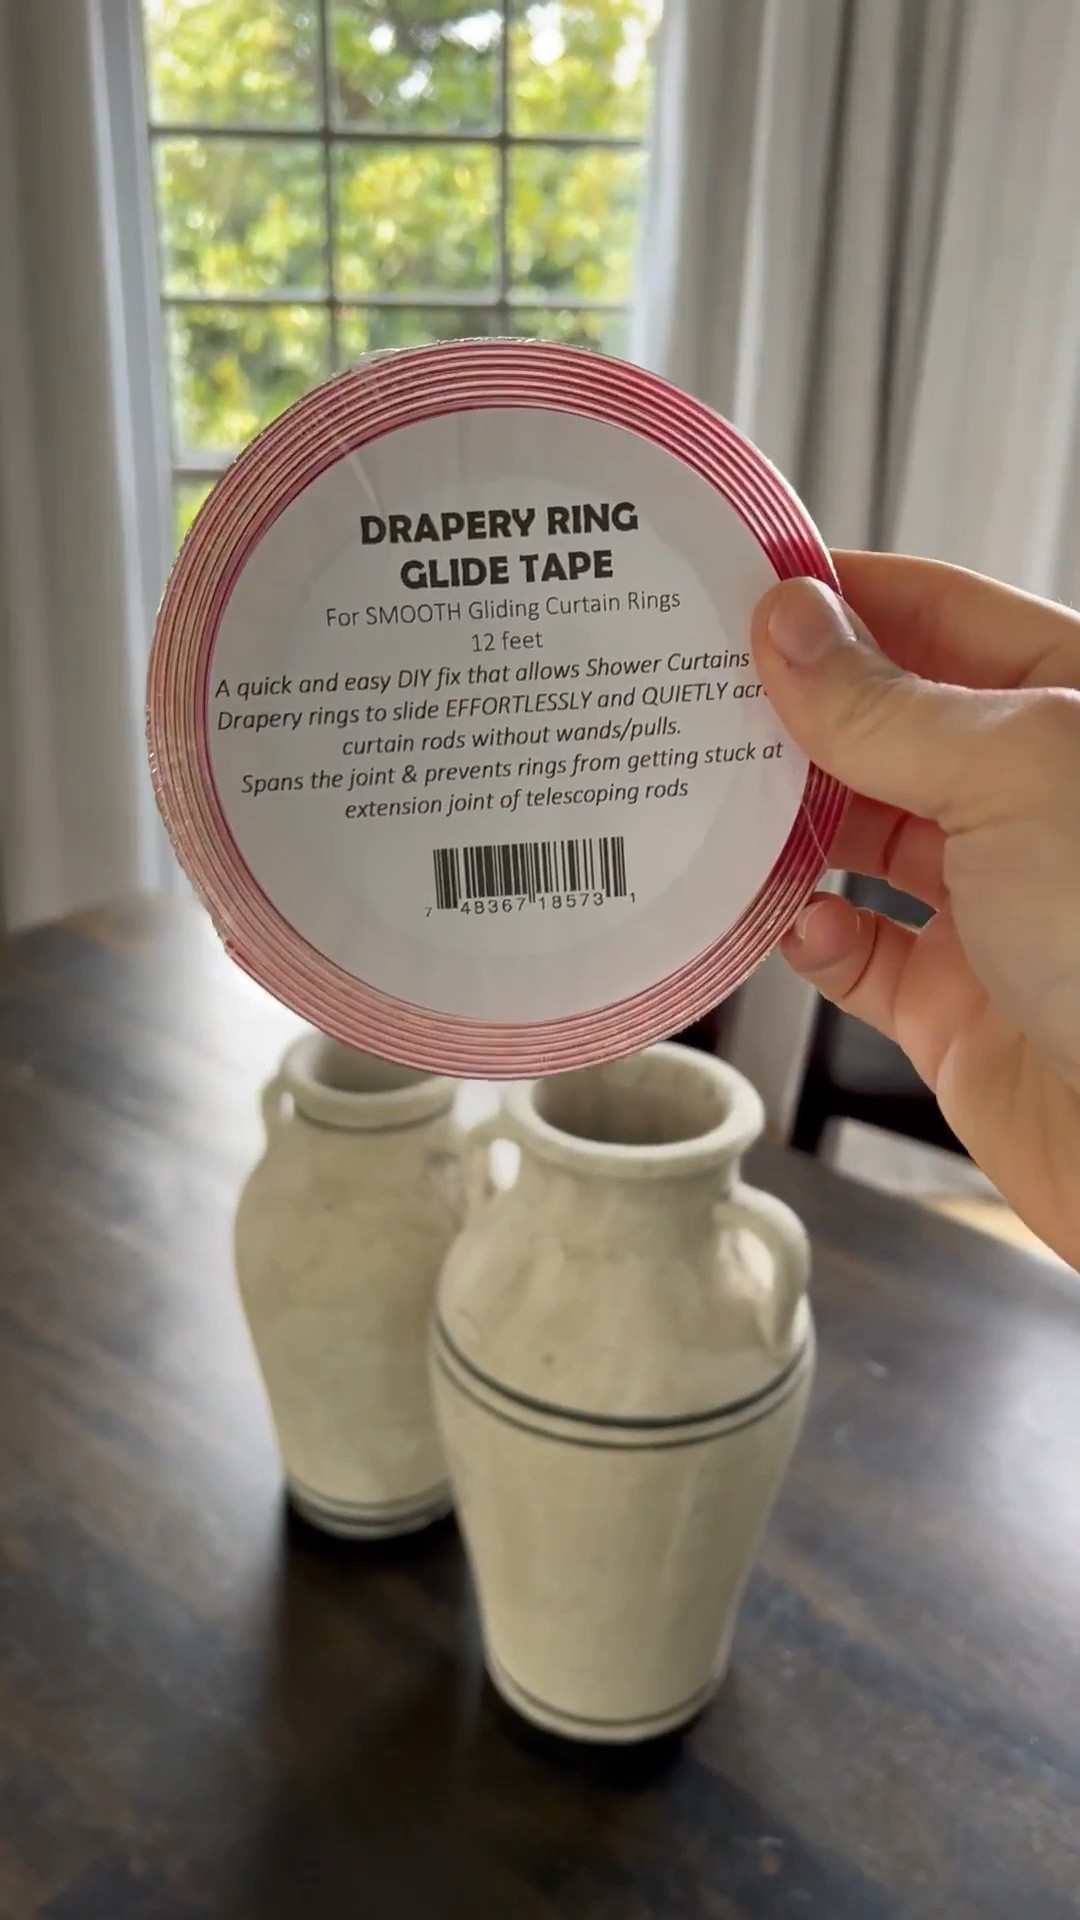 DRAPERY RING
GLIDE TAPE
For SMOOTH Gliding Curtain Rings
12 feet
A quick and easy DIY fix that allows Shower Curtains
Drapery rings to slide EFFORTLESSLY and QUIETLY
curtain rods without wands/pulls.
Spans the joint & prevents rings from getting stuck at
extension joint of telescoping rods
7 48367 18573 1